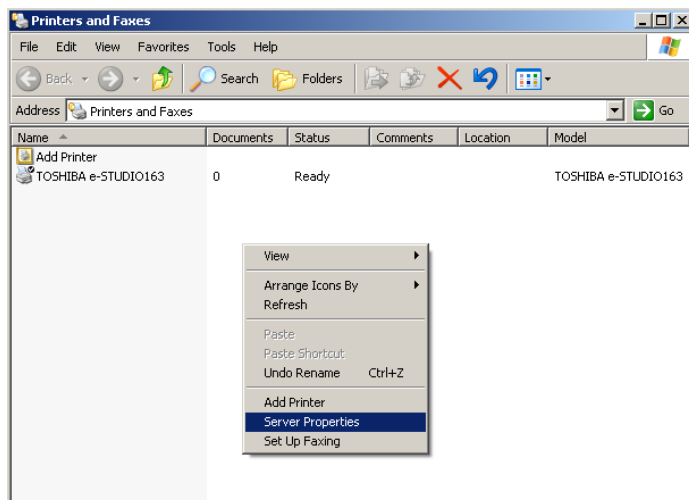 Printers and Faxes
File Edit View Favorites Tools Help
Back Search Folders
Address Printers and Faxes Go
Name Documents Status Comments Location Model
Add Printer
TOSHIBA e-STUDIO163 0 Ready TOSHIBA e-STUDIO163
View
Arrange Icons By
Refresh
Paste
Paste Shortcut
Undo Rename Ctrl+Z
Add Printer
Server Properties
Set Up Faxing